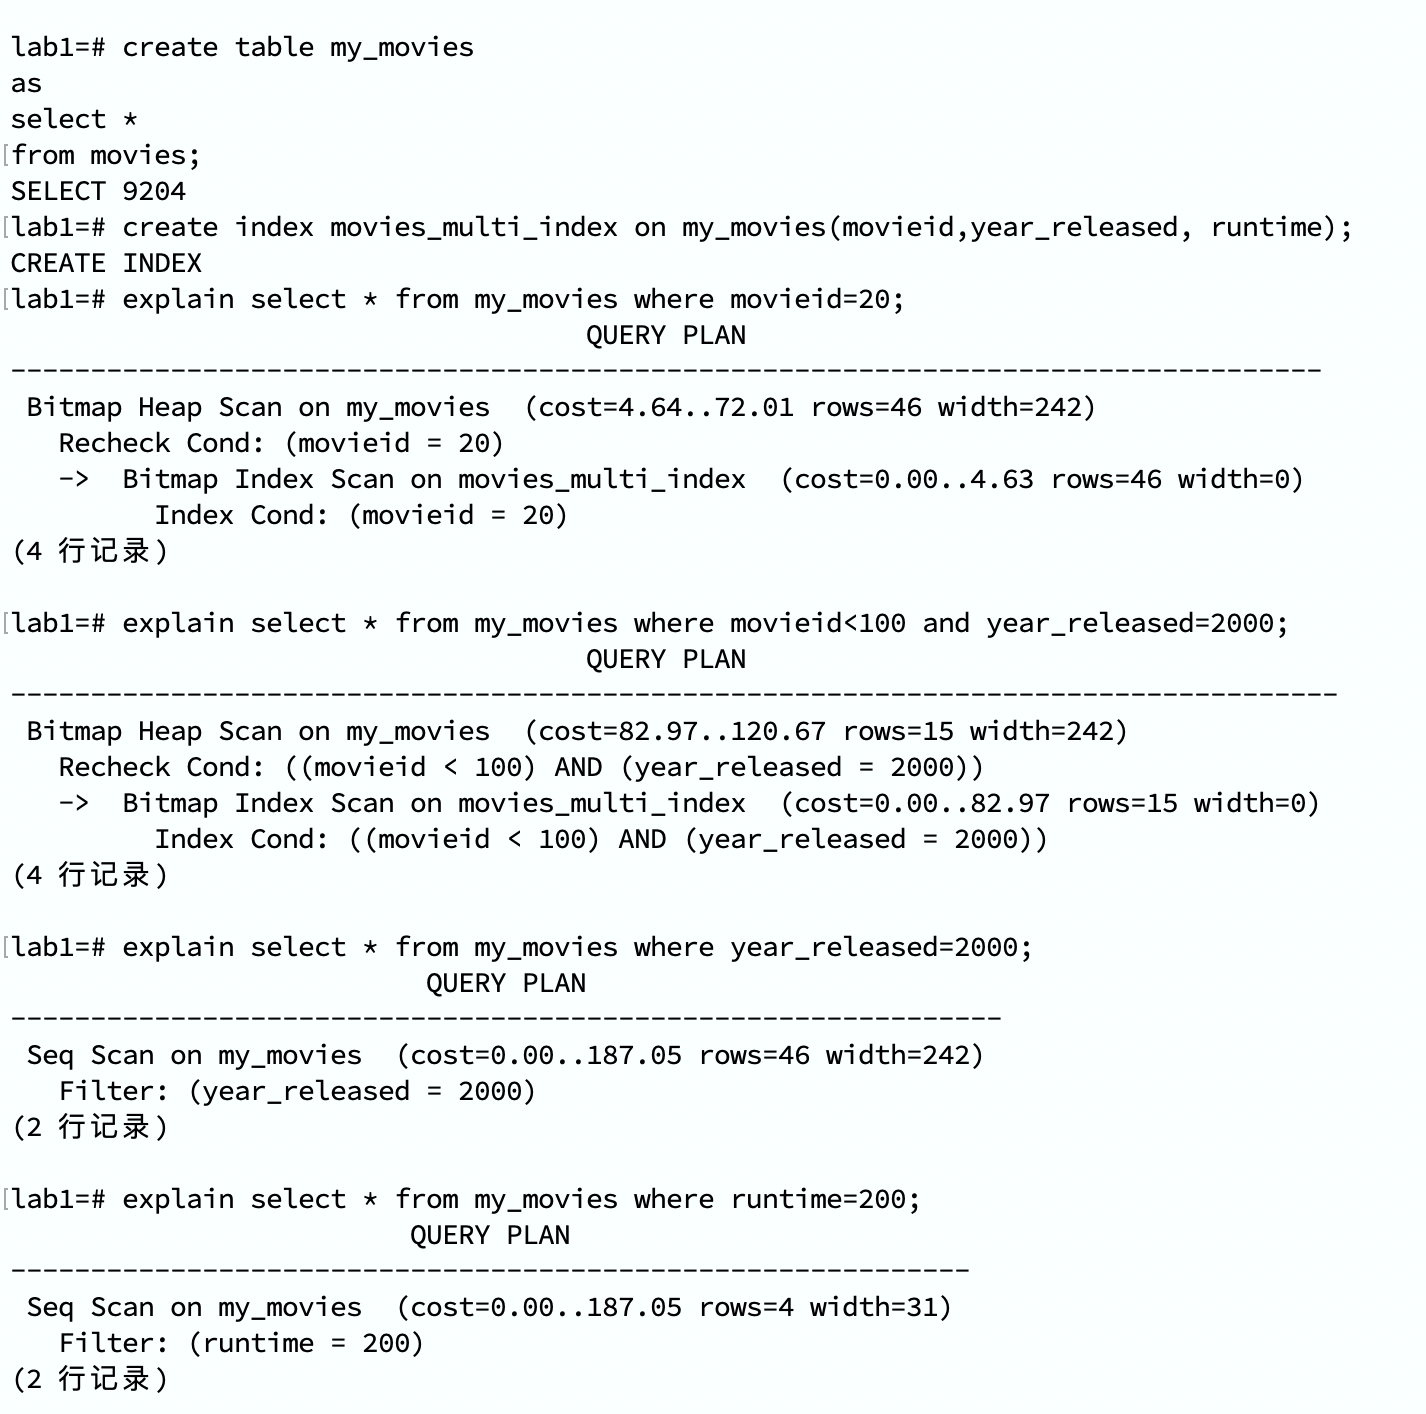 lab1=# create table my_movies
as
select *
[from movies;
SELECT 9204
[lab1=# create index movies_multi_index on my_movies(movieid,year_released, runtime);
CREATE INDEX
[lab1=# explain select * from my_movies where movieid=20;
QUERY PLAN
----------------------------------------------------------------------------------
Bitmap Heap Scan on my_movies  (cost=4.64..72.01 rows=46 width=242)
Recheck Cond: (movieid = 20)
->  Bitmap Index Scan on movies_multi_index  (cost=0.00..4.63 rows=46 width=0)
Index Cond: (movieid = 20)
(4 行记录)
[lab1=# explain select * from my_movies where movieid<100 and year_released=2000;
QUERY PLAN
-----------------------------------------------------------------------------------
Bitmap Heap Scan on my_movies  (cost=82.97..120.67 rows=15 width=242)
Recheck Cond: ((movieid < 100) AND (year_released = 2000))
->  Bitmap Index Scan on movies_multi_index  (cost=0.00..82.97 rows=15 width=0)
Index Cond: ((movieid < 100) AND (year_released = 2000))
(4 行记录)
[lab1=# explain select * from my_movies where year_released=2000;
QUERY PLAN
--------------------------------------------------------------
Seq Scan on my_movies  (cost=0.00..187.05 rows=46 width=242)
Filter: (year_released = 2000)
(2 行记录)
[lab1=# explain select * from my_movies where runtime=200;
QUERY PLAN
------------------------------------------------------------
Seq Scan on my_movies  (cost=0.00..187.05 rows=4 width=31)
Filter: (runtime = 200)
(2 行记录)